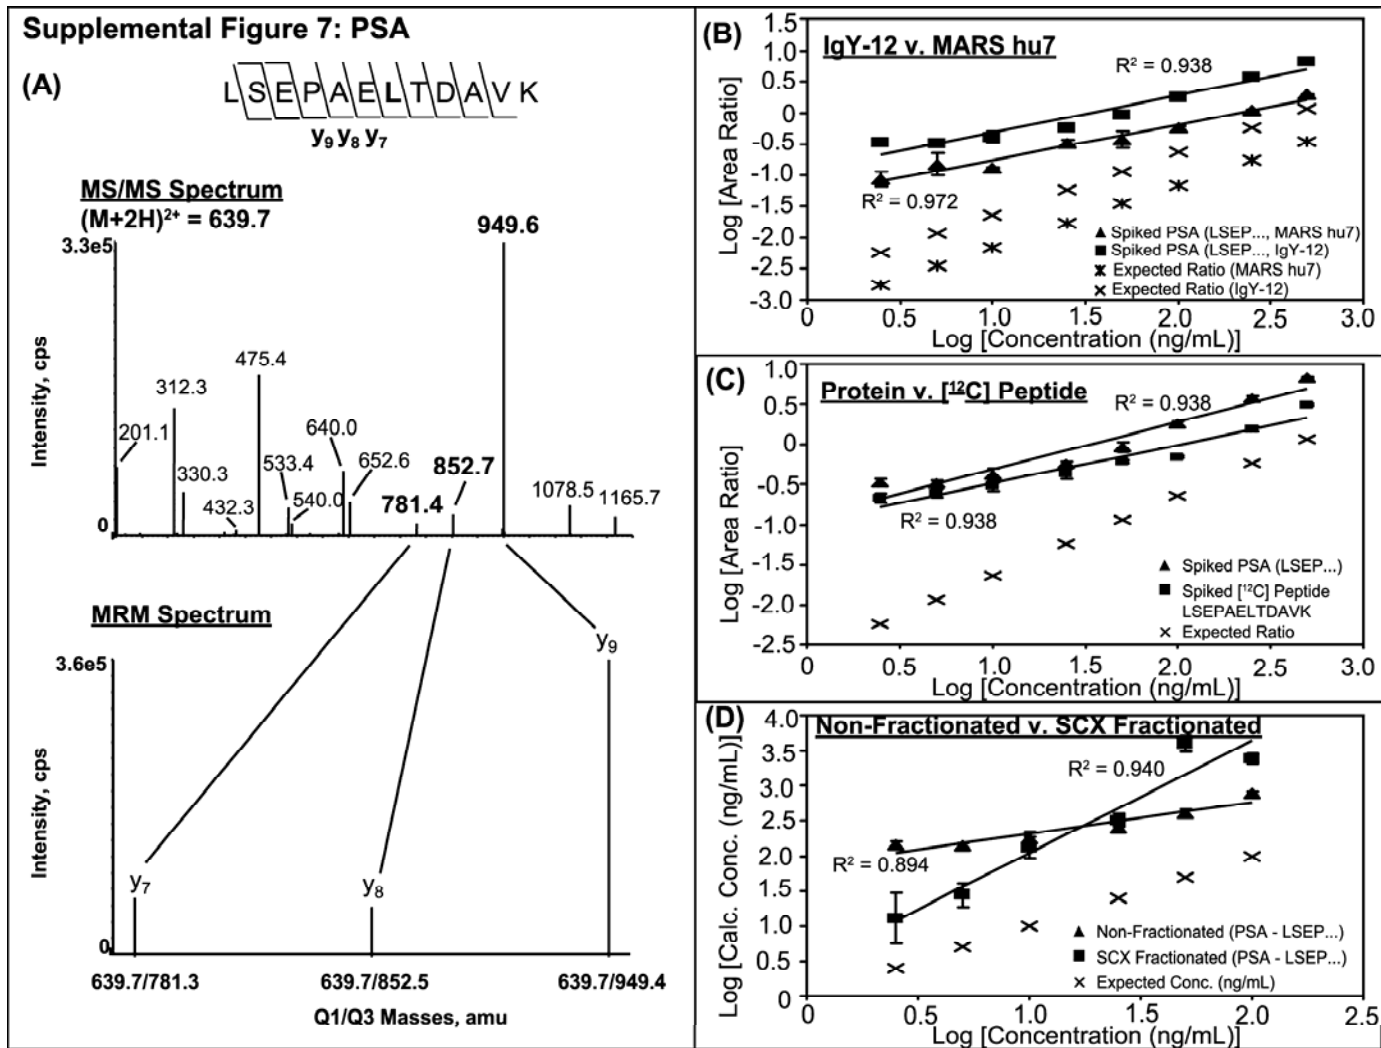 Supplemental Figure 7: PSA
(A)
LSEPAELTDAVK
y9 y8 y7
MS/MS Spectrum
(M+2H)2+ = 639.7
3.3e5
Intensity, cps
0
201.1
312.3
330.3
432.3
475.4
533.4
540.0
640.0
652.6
781.4
852.7
949.6
1078.5
1165.7
MRM Spectrum
3.6e5
Intensity, cps
0
y7
y8
y9
639.7/781.3
639.7/852.5
639.7/949.4
Q1/Q3 Masses, amu
(B)
IgY-12 v. MARS hu7
Log [Area Ratio]
1.5
1.0
0.5
0
-0.5
-1.0
-1.5
-2.0
-2.5
-3.0
R2 = 0.938
R2 = 0.972
Spiked PSA (LSEP..., MARS hu7)
Spiked PSA (LSEP..., IgY-12)
Expected Ratio (MARS hu7)
Expected Ratio (IgY-12)
0 0.5 1.0 1.5 2.0 2.5 3.0
Log [Concentration (ng/mL)]
(C)
Protein v. [12C] Peptide
Log [Area Ratio]
1.0
0.5
0
-0.5
-1.0
-1.5
-2.0
-2.5
R2 = 0.938
R2 = 0.938
Spiked PSA (LSEP...)
Spiked [12C] Peptide
LSEPAELTDAVK
Expected Ratio
0 0.5 1.0 1.5 2.0 2.5 3.0
Log [Concentration (ng/mL)]
(D)
Non-Fractionated v. SCX Fractionated
Log [Calc. Conc. (ng/mL)]
4.0
3.5
3.0
2.5
2.0
1.5
1.0
0.5
0
R2 = 0.940
R2 = 0.894
Non-Fractionated (PSA - LSEP...)
SCX Fractionated (PSA - LSEP...)
Expected Conc. (ng/mL)
0 0.5 1.0 1.5 2.0 2.5
Log [Concentration (ng/mL)]